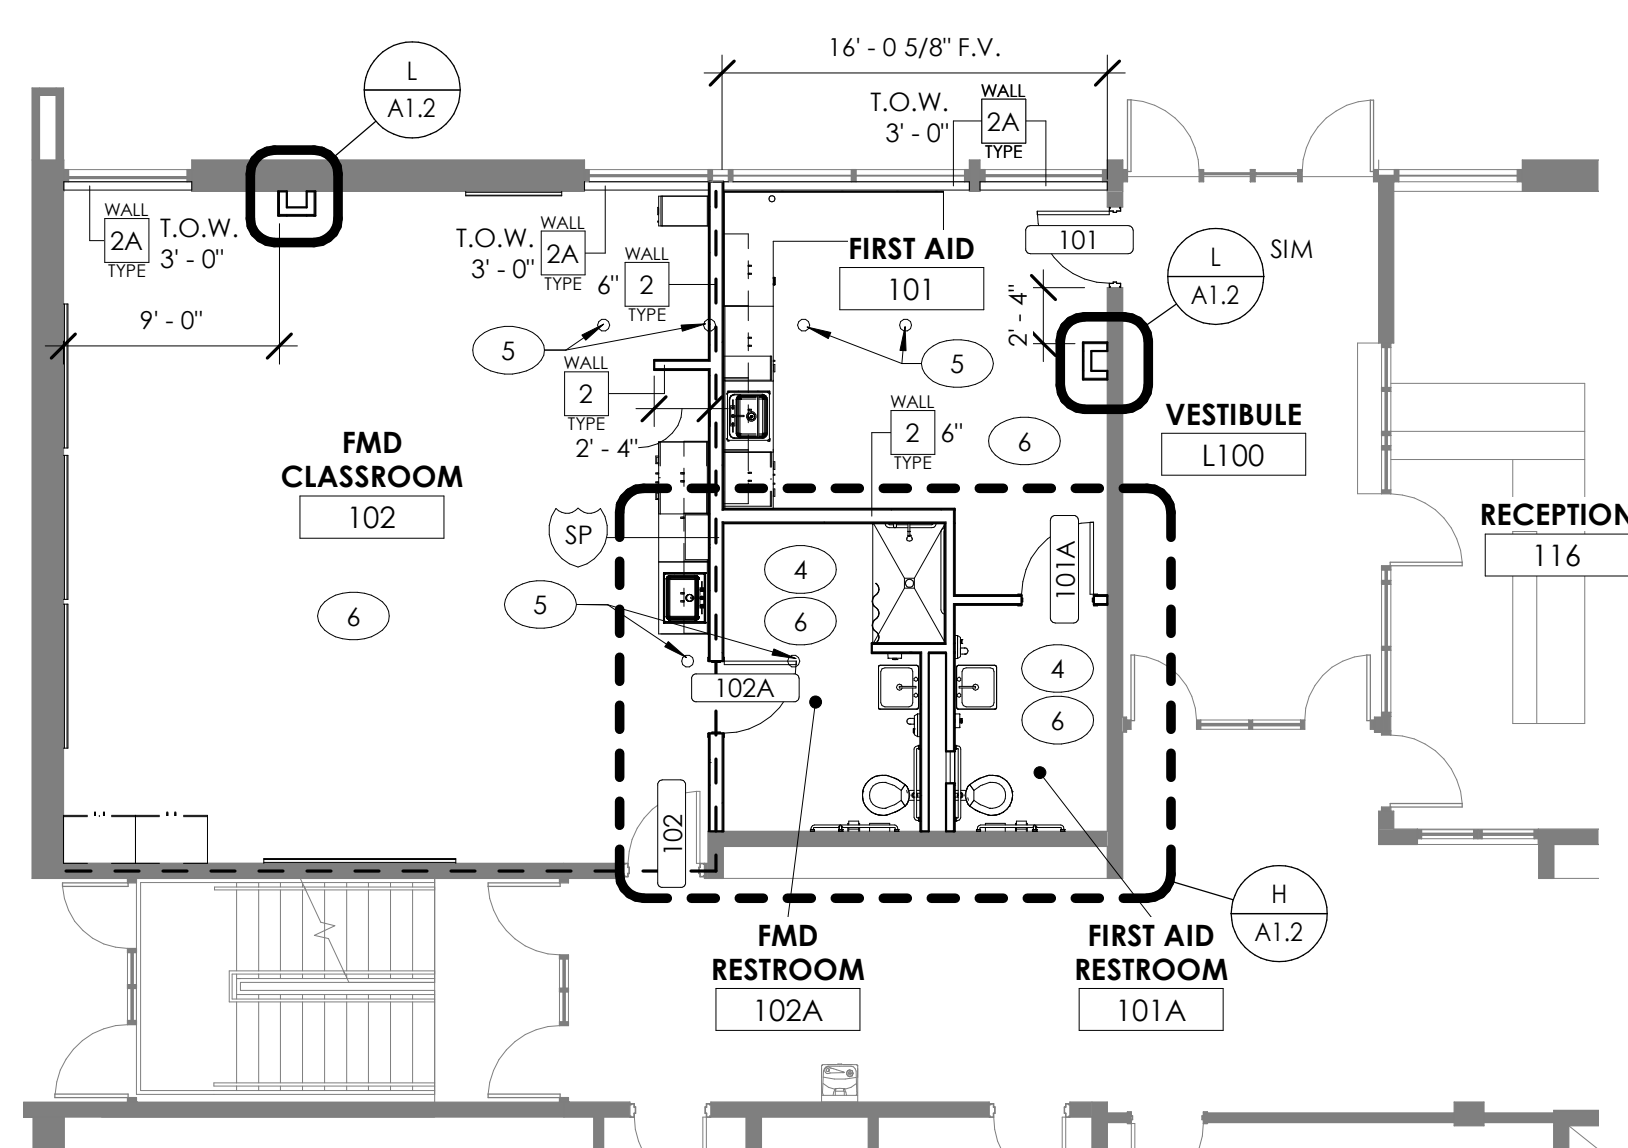 16' - 0 5/8" F.V.
L
A1.2
T.O.W.
3' - 0"
WALL
2A
TYPE
WALL
2A
TYPE
T.O.W.
3' - 0"
T.O.W.
3' - 0"
WALL
2A
TYPE
6"
WALL
2
TYPE
FIRST AID
101
101
L
A1.2
SIM
9' - 0"
2' - 4"
5
5
WALL
2
TYPE
2' - 4"
WALL
2
TYPE
6"
6
VESTIBULE
L100
FMD
CLASSROOM
102
SP
RECEPTION
116
4
6
101A
5
6
102A
4
6
102
H
A1.2
FMD
RESTROOM
102A
FIRST AID
RESTROOM
101A